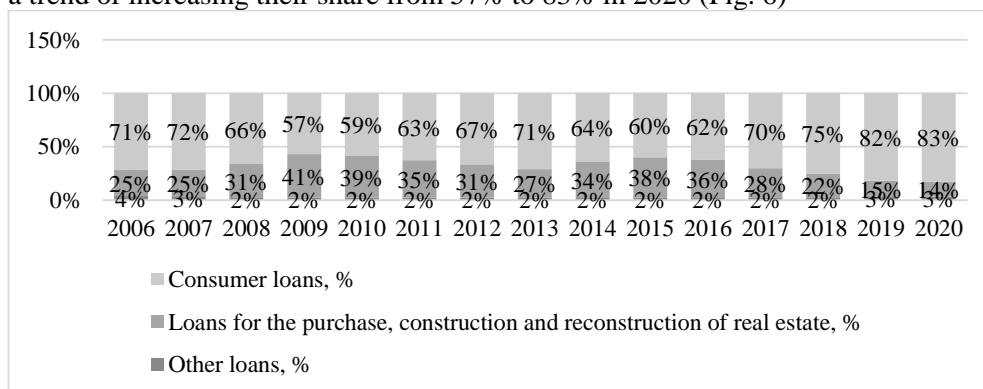 a trend of increasing their share from 57% to 83% in 2020 (Fig. 6)
150%
100%
50%
0%
71% 72% 66% 57% 59% 63% 67% 71% 64% 60% 62% 70% 75% 82% 83%
25% 25% 31% 41% 39% 35% 31% 27% 34% 38% 36% 28% 22% 15% 14%
4% 3% 2% 2% 2% 2% 2% 2% 2% 2% 2% 2% 2% 3% 3%
2006 2007 2008 2009 2010 2011 2012 2013 2014 2015 2016 2017 2018 2019 2020
Consumer loans, %
Loans for the purchase, construction and reconstruction of real estate, %
Other loans, %